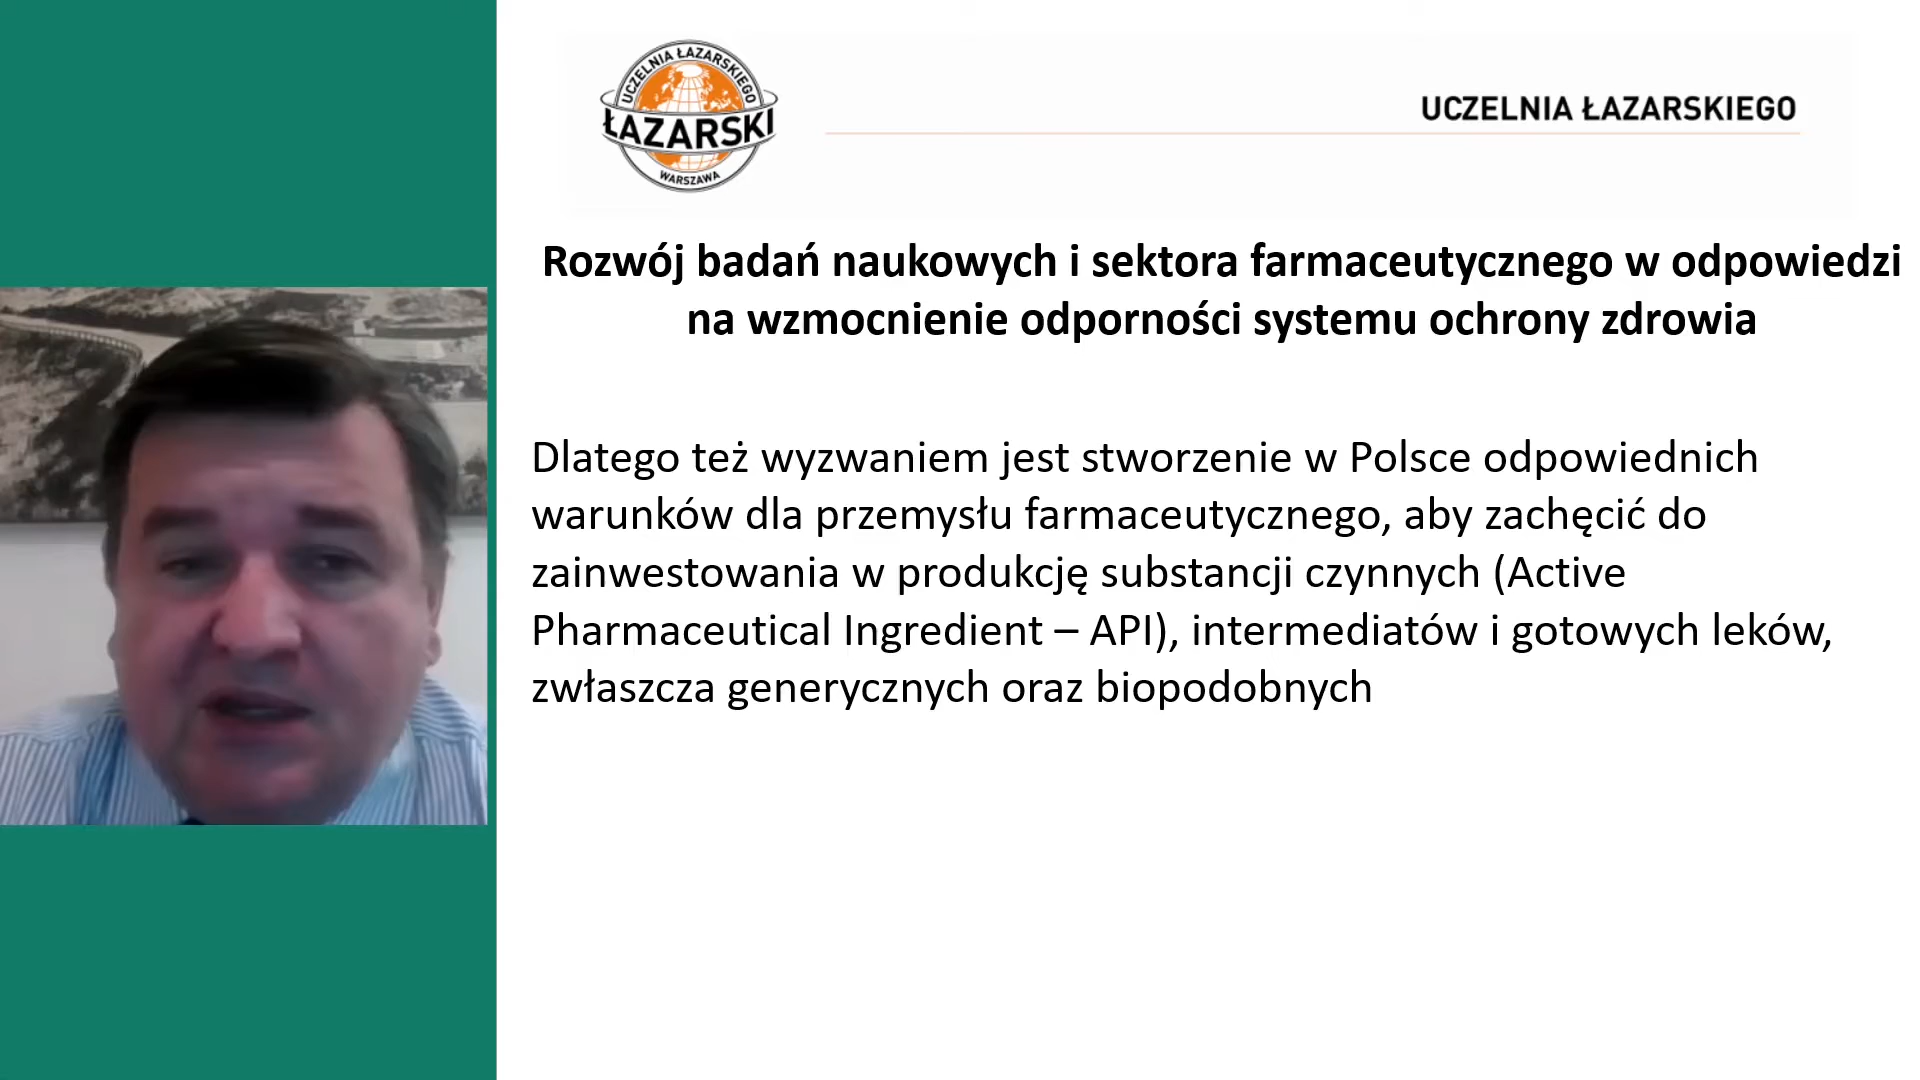 UCZELNIA ŁAZARSKIEGO
ŁAZARSKI
WARSZAWA
UCZELNIA ŁAZARSKIEGO
Rozwój badań naukowych i sektora farmaceutycznego w odpowiedzi
na wzmocnienie odporności systemu ochrony zdrowia
Dlatego też wyzwaniem jest stworzenie w Polsce odpowiednich
warunków dla przemysłu farmaceutycznego, aby zachęcić do
zainwestowania w produkcję substancji czynnych (Active
Pharmaceutical Ingredient – API), intermediatów i gotowych leków,
zwłaszcza generycznych oraz biopodobnych